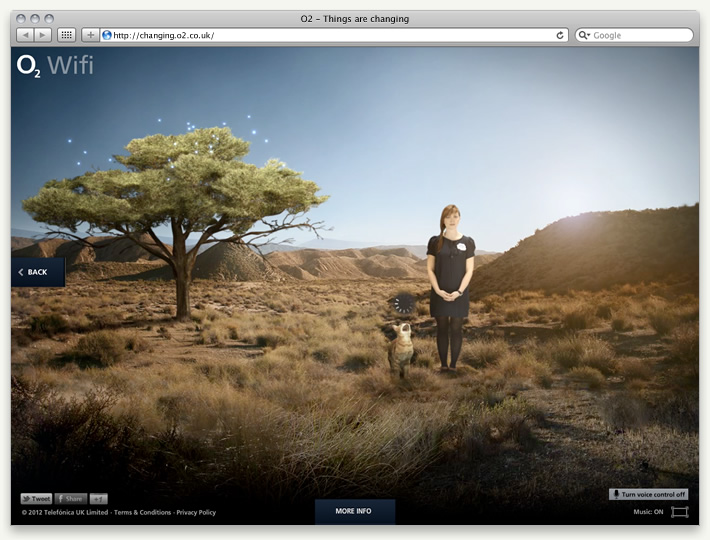 O2 – Things are changing
http://changing.o2.co.uk/
Google
O2 Wifi
BACK
Tweet
Share
+1
Turn voice control off
© 2012 Telefónica UK Limited · Terms & Conditions · Privacy Policy
MORE INFO
Music: ON